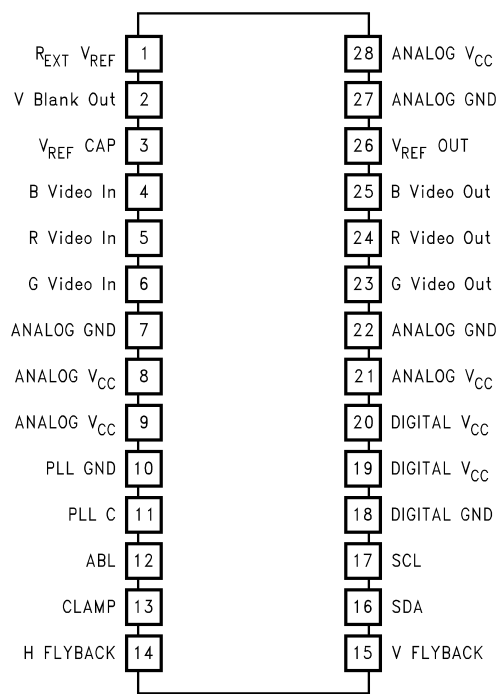 R_EXT V_REF 1 28 ANALOG V_CC
V Blank Out 2 27 ANALOG GND
V_REF CAP 3 26 V_REF OUT
B Video In 4 25 B Video Out
R Video In 5 24 R Video Out
G Video In 6 23 G Video Out
ANALOG GND 7 22 ANALOG GND
ANALOG V_CC 8 21 ANALOG V_CC
ANALOG V_CC 9 20 DIGITAL V_CC
PLL GND 10 19 DIGITAL V_CC
PLL C 11 18 DIGITAL GND
ABL 12 17 SCL
CLAMP 13 16 SDA
H FLYBACK 14 15 V FLYBACK